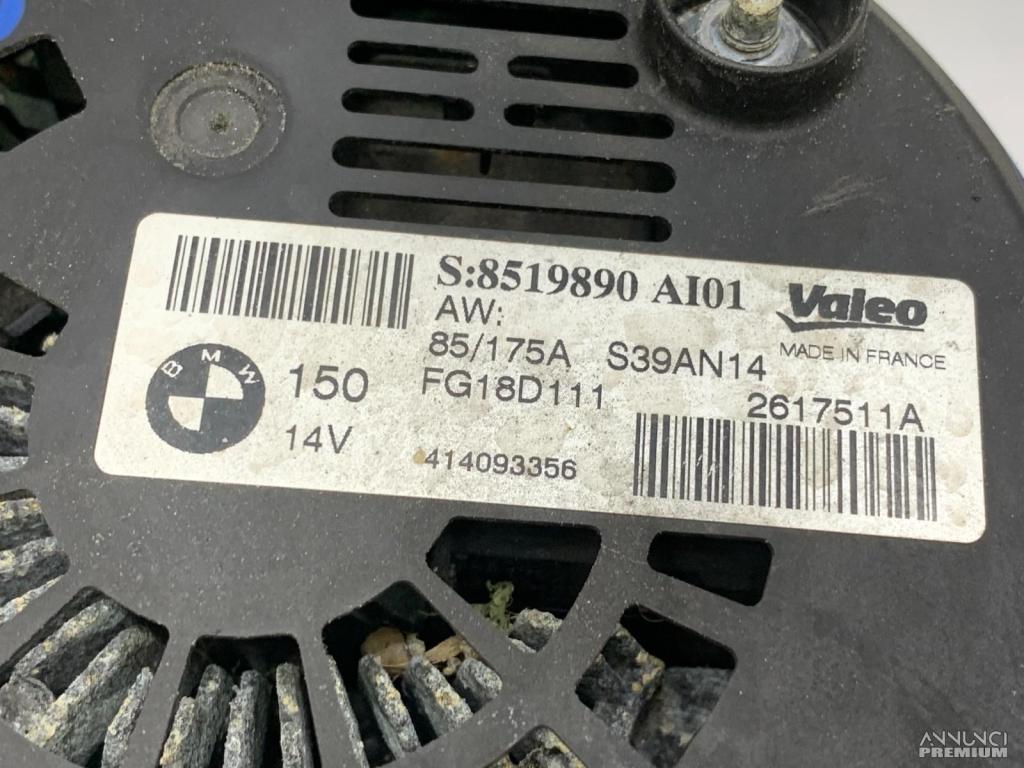 S:8519890 AI01
Valeo
AW:
MADE IN FRANCE
85/175A S39AN14
BMW
150
FG18D111
2617511A
14V
414093356
ANNUNCI
PREMIUM